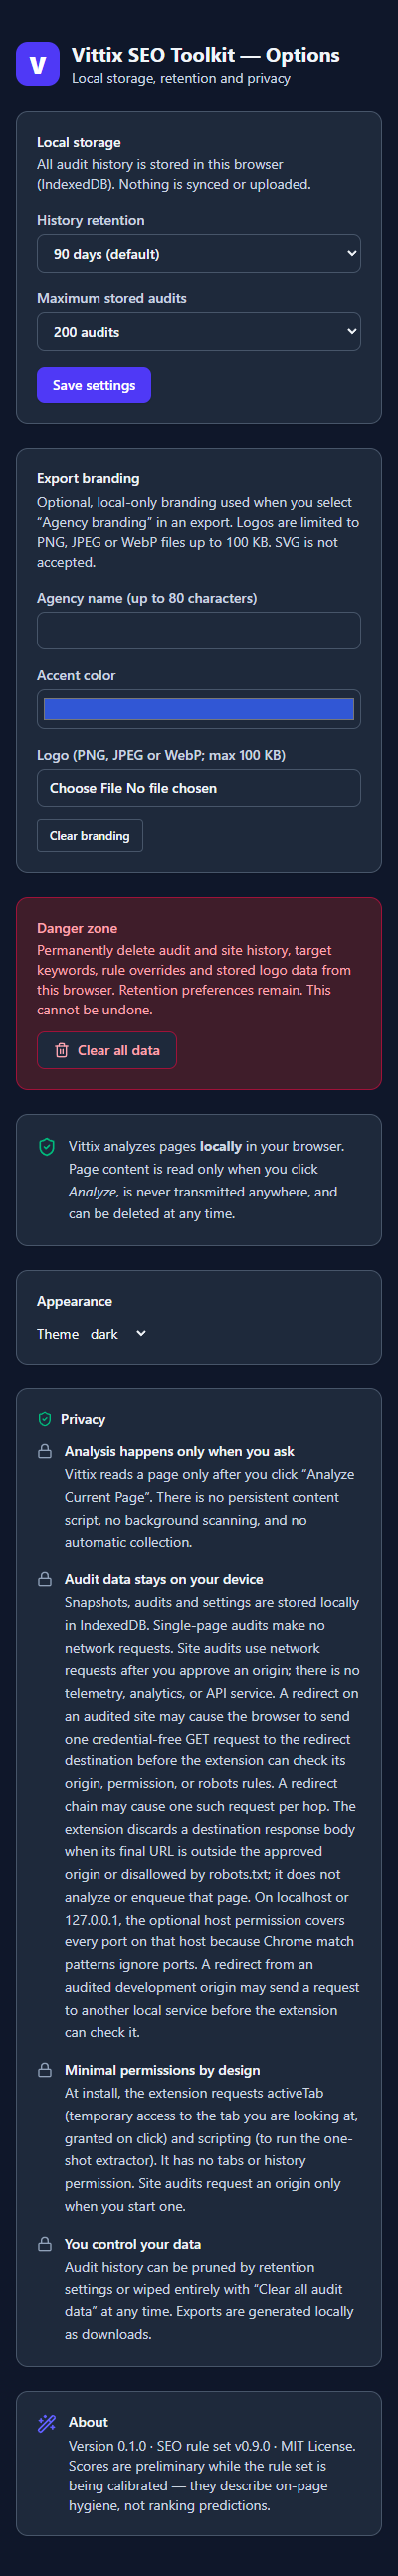 V
Vittix SEO Toolkit — Options
Local storage, retention and privacy
Local storage
All audit history is stored in this browser
(IndexedDB). Nothing is synced or uploaded.
History retention
90 days (default)
Maximum stored audits
200 audits
Save settings
Export branding
Optional, local-only branding used when you select
“Agency branding” in an export. Logos are limited to
PNG, JPEG or WebP files up to 100 KB. SVG is not
accepted.
Agency name (up to 80 characters)
Accent color
Logo (PNG, JPEG or WebP; max 100 KB)
Choose File No file chosen
Clear branding
Danger zone
Permanently delete audit and site history, target
keywords, rule overrides and stored logo data from
this browser. Retention preferences remain. This
cannot be undone.
Clear all data
Vittix analyzes pages locally in your browser.
Page content is read only when you click
Analyze, is never transmitted anywhere, and
can be deleted at any time.
Appearance
Theme dark
Privacy
Analysis happens only when you ask
Vittix reads a page only after you click “Analyze
Current Page”. There is no persistent content
script, no background scanning, and no
automatic collection.
Audit data stays on your device
Snapshots, audits and settings are stored locally
in IndexedDB. Single-page audits make no
network requests. Site audits use network
requests after you approve an origin; there is no
telemetry, analytics, or API service. A redirect on
an audited site may cause the browser to send
one credential-free GET request to the redirect
destination before the extension can check its
origin, permission, or robots rules. A redirect
chain may cause one such request per hop. The
extension discards a destination response body
when its final URL is outside the approved
origin or disallowed by robots.txt; it does not
analyze or enqueue that page. On localhost or
127.0.0.1, the optional host permission covers
every port on that host because Chrome match
patterns ignore ports. A redirect from an
audited development origin may send a request
to another local service before the extension
can check it.
Minimal permissions by design
At install, the extension requests activeTab
(temporary access to the tab you are looking at,
granted on click) and scripting (to run the one-
shot extractor). It has no tabs or history
permission. Site audits request an origin only
when you start one.
You control your data
Audit history can be pruned by retention
settings or wiped entirely with “Clear all audit
data” at any time. Exports are generated locally
as downloads.
About
Version 0.1.0 · SEO rule set v0.9.0 · MIT License.
Scores are preliminary while the rule set is
being calibrated — they describe on-page
hygiene, not ranking predictions.